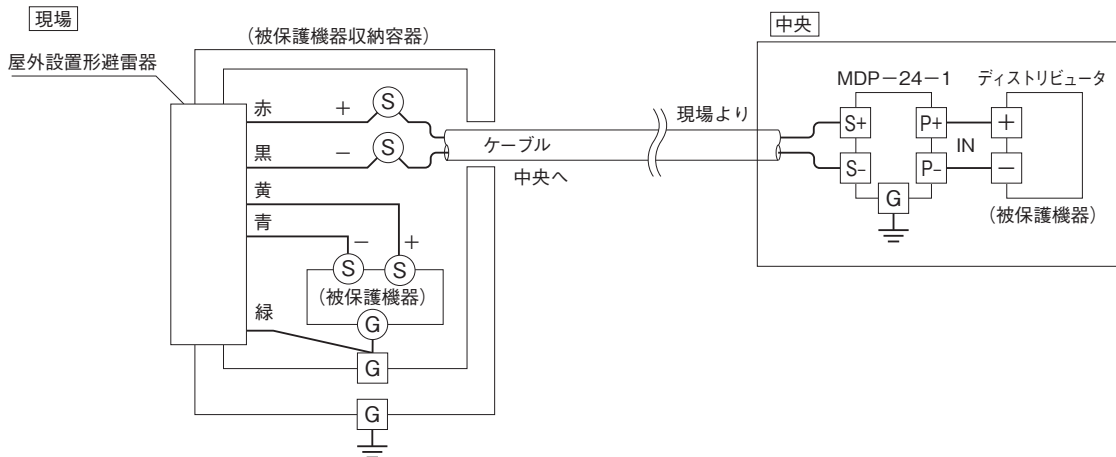 現場
屋外設置形避雷器
(被保護機器収納容器)
赤
+
S
黒
−
S
黄
青
−
+
S
S
(被保護機器)
G
緑
G
G
ケーブル
中央へ
現場より
中央
MDP−24−1
ディストリビュータ
S+
P+
+
IN
S−
P−
−
G
(被保護機器)